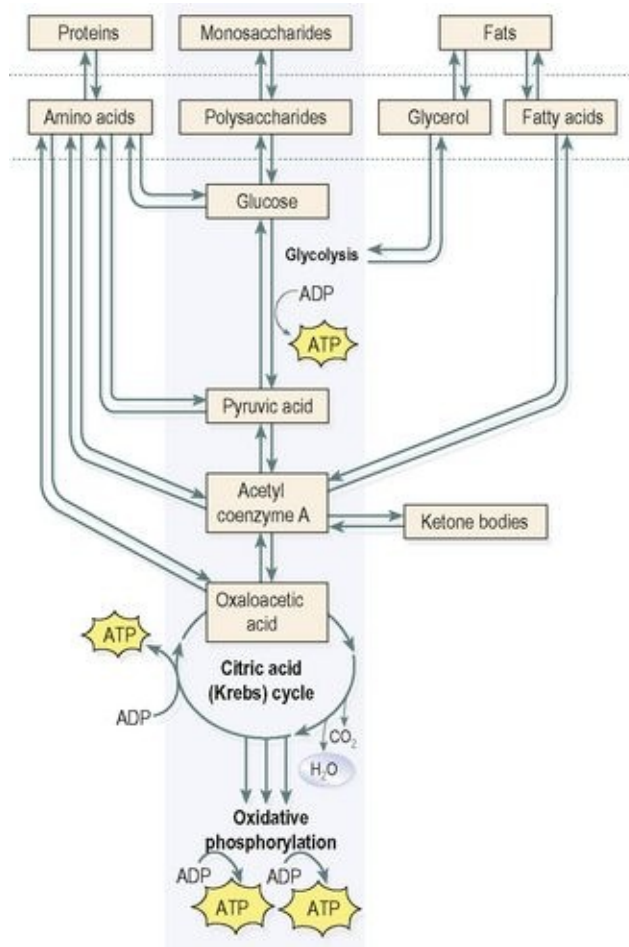 Proteins
Monosaccharides
Fats
Amino acids
Polysaccharides
Glycerol
Fatty acids
Glucose
Glycolysis
ADP
ATP
Pyruvic acid
Acetyl
coenzyme A
Ketone bodies
Oxaloacetic
acid
ATP
Citric acid
(Krebs) cycle
ADP
CO₂
H₂O
Oxidative
phosphorylation
ADP
ADP
ATP
ATP